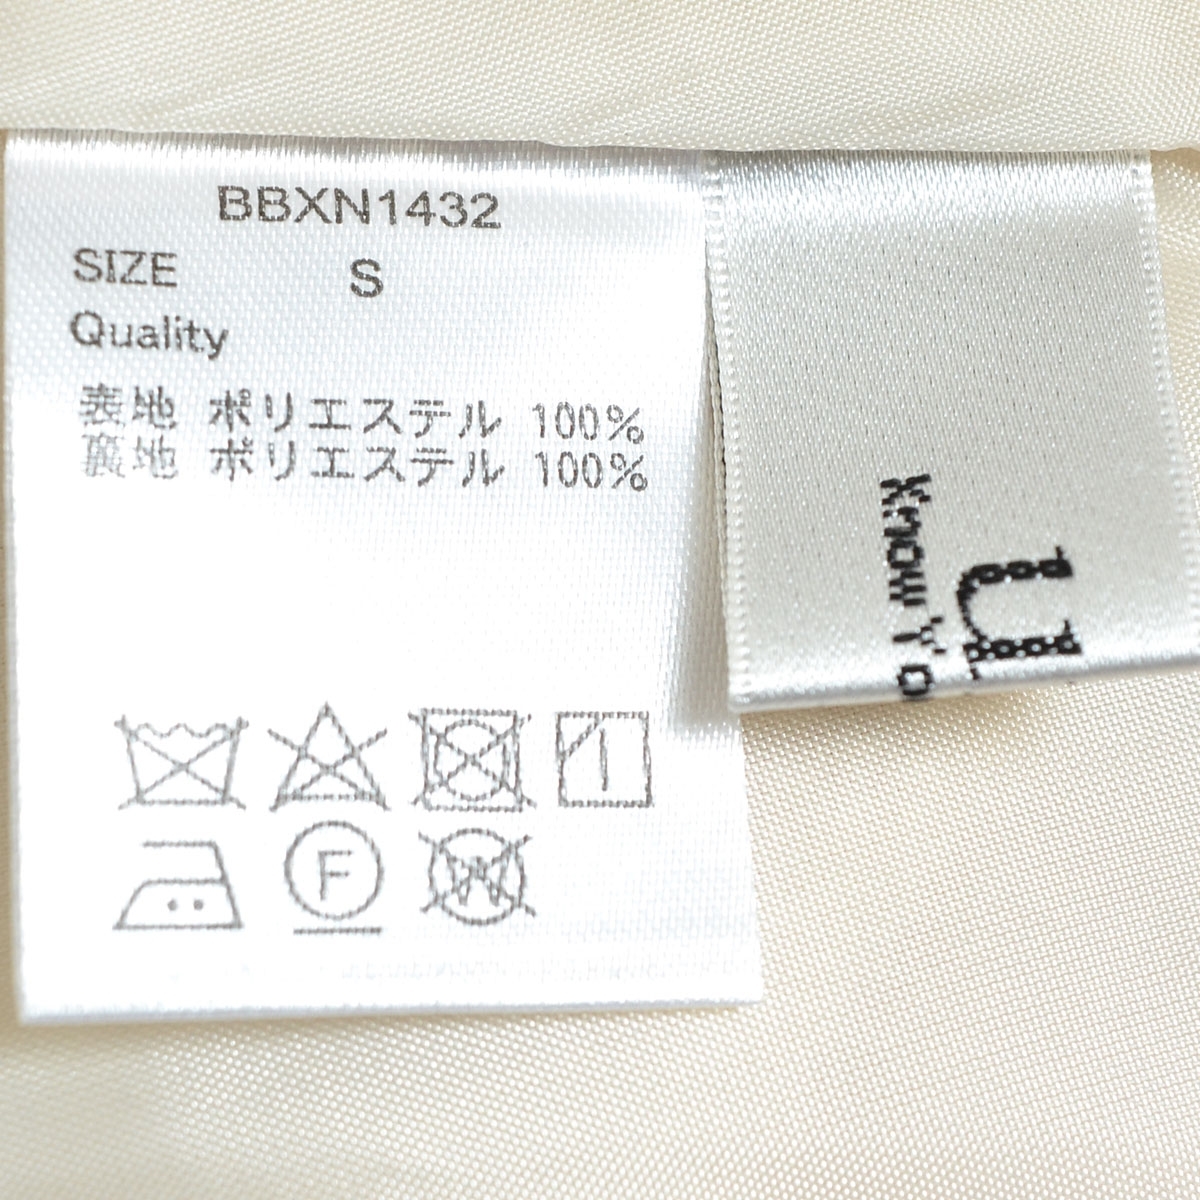 BBXN1432
SIZE S
Quality
表地 ポリエステル 100%
裏地 ポリエステル 100%
F
W
U
Know Yo